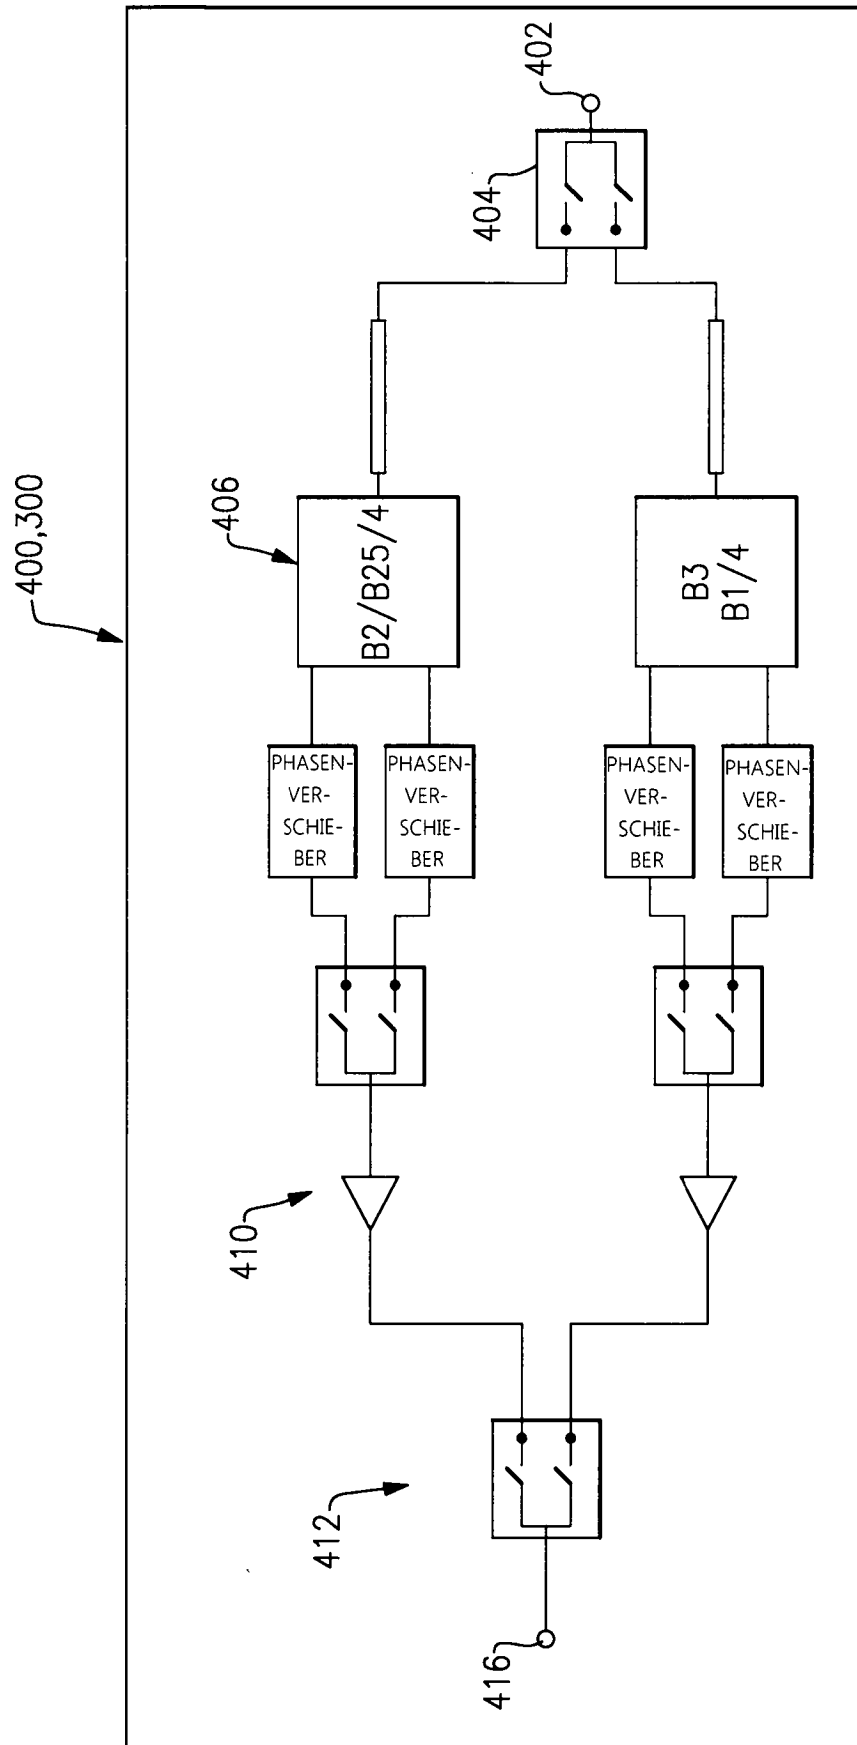 400,300
402
404
406
B2/B25/4
B3
B1/4
PHASEN-
VER-
SCHIE-
BER
PHASEN-
VER-
SCHIE-
BER
PHASEN-
VER-
SCHIE-
BER
PHASEN-
VER-
SCHIE-
BER
410
412
416